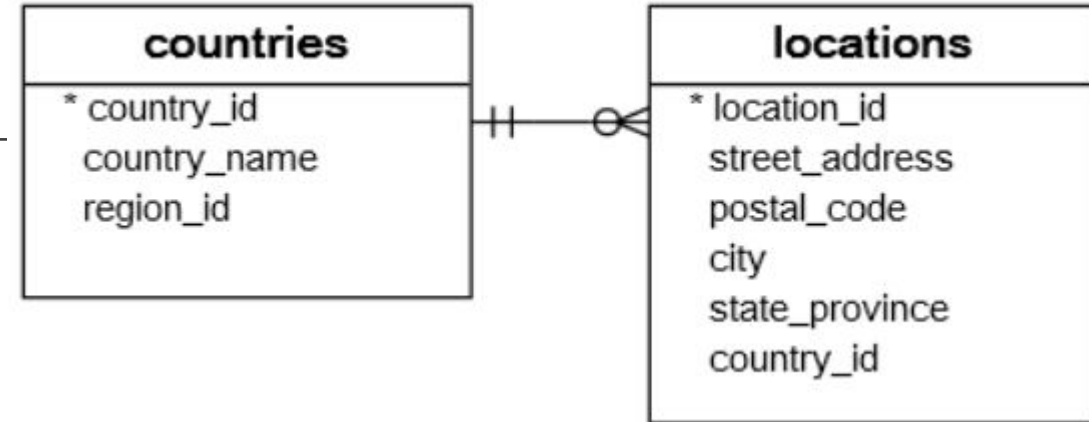 countries
* country_id
country_name
region_id
locations
* location_id
street_address
postal_code
city
state_province
country_id